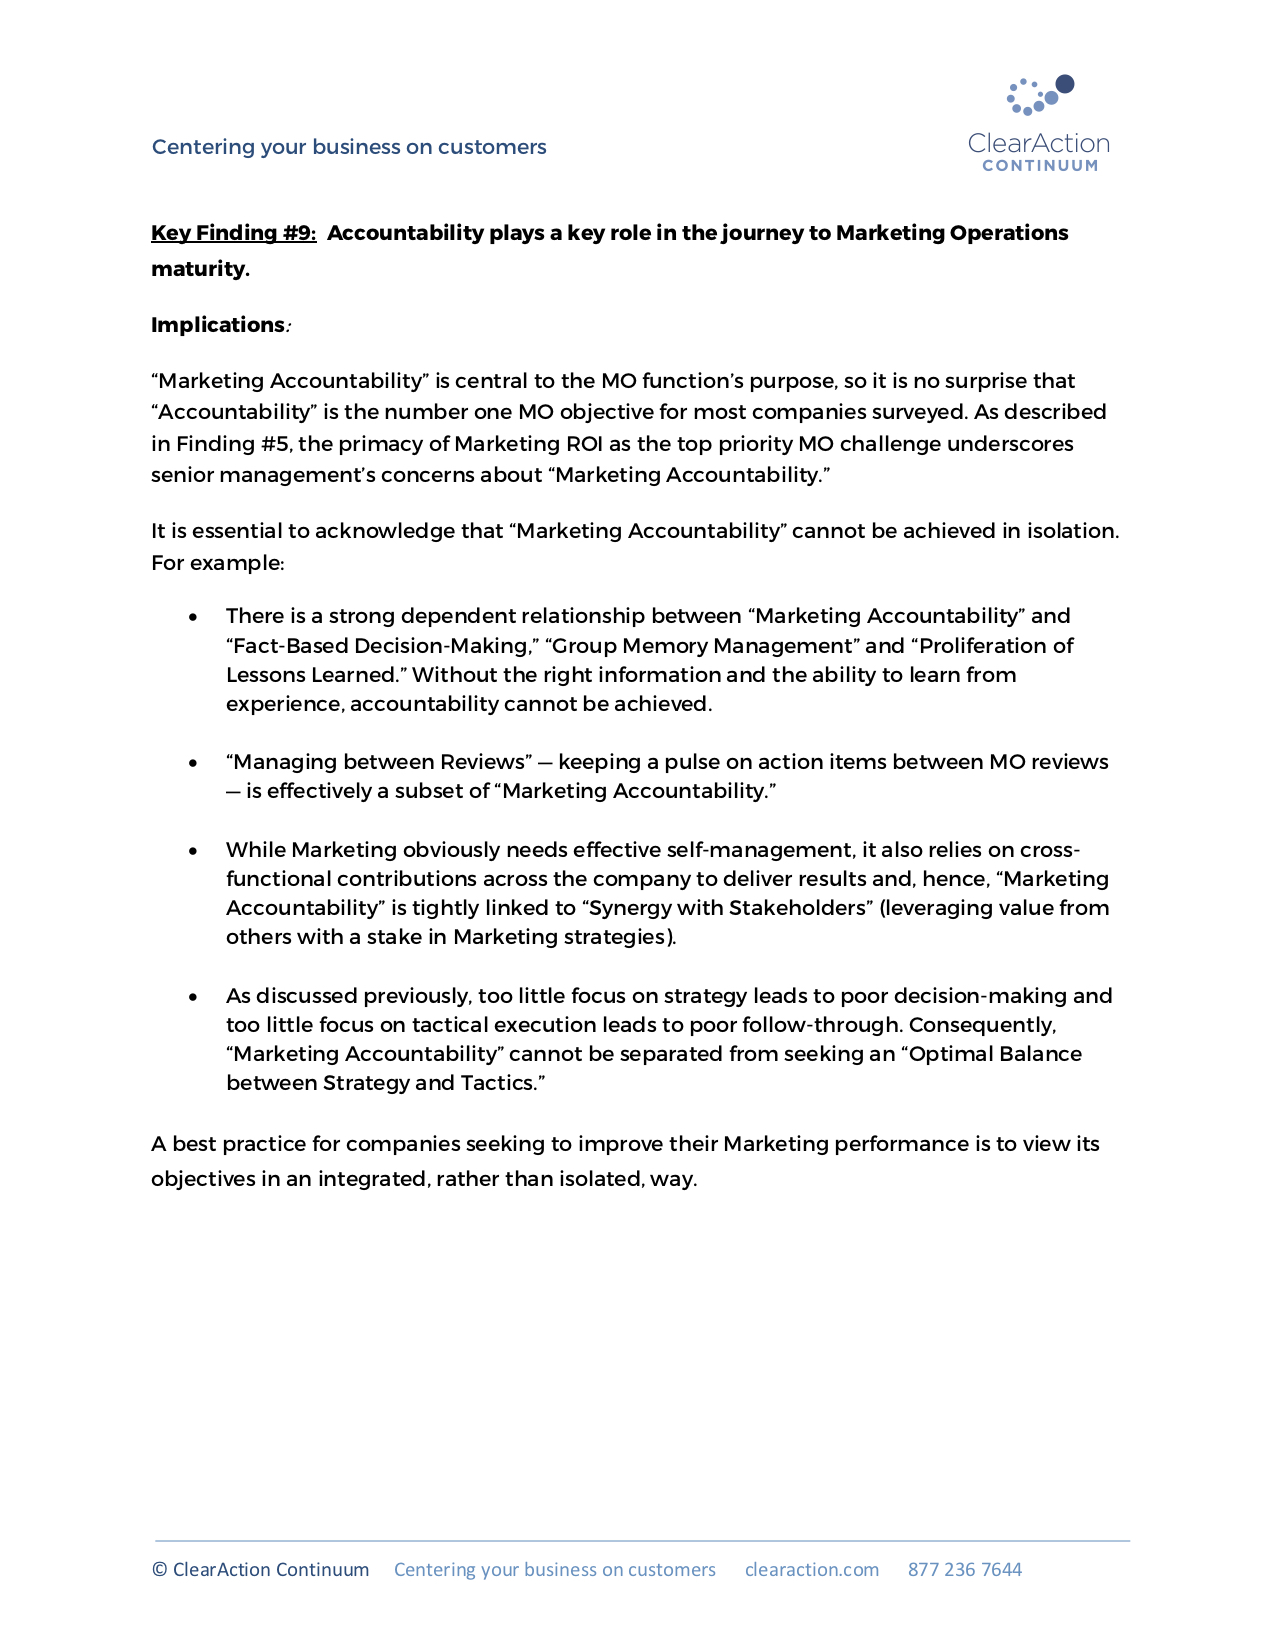 Centering your business on customers
ClearAction
CONTINUUM
Key Finding #9:  Accountability plays a key role in the journey to Marketing Operations
maturity.
Implications:
“Marketing Accountability” is central to the MO function’s purpose, so it is no surprise that
“Accountability” is the number one MO objective for most companies surveyed. As described
in Finding #5, the primacy of Marketing ROI as the top priority MO challenge underscores
senior management’s concerns about “Marketing Accountability.”
It is essential to acknowledge that “Marketing Accountability” cannot be achieved in isolation.
For example:
• There is a strong dependent relationship between “Marketing Accountability” and
“Fact-Based Decision-Making,” “Group Memory Management” and “Proliferation of
Lessons Learned.” Without the right information and the ability to learn from
experience, accountability cannot be achieved.
• “Managing between Reviews” — keeping a pulse on action items between MO reviews
— is effectively a subset of “Marketing Accountability.”
• While Marketing obviously needs effective self-management, it also relies on cross-
functional contributions across the company to deliver results and, hence, “Marketing
Accountability” is tightly linked to “Synergy with Stakeholders” (leveraging value from
others with a stake in Marketing strategies).
• As discussed previously, too little focus on strategy leads to poor decision-making and
too little focus on tactical execution leads to poor follow-through. Consequently,
“Marketing Accountability” cannot be separated from seeking an “Optimal Balance
between Strategy and Tactics.”
A best practice for companies seeking to improve their Marketing performance is to view its
objectives in an integrated, rather than isolated, way.
© ClearAction Continuum Centering your business on customers clearaction.com 877 236 7644